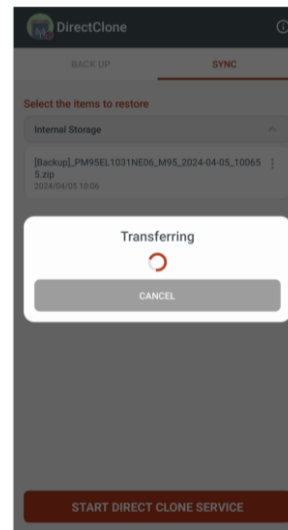 DirectClone
BACK UP
SYNC
Select the items to restore
Internal Storage
[Backup]_PM95EL1031NE06_M95_2024-04-05_10065
5.zip
2024/04/05 10:06
Transferring
CANCEL
START DIRECT CLONE SERVICE